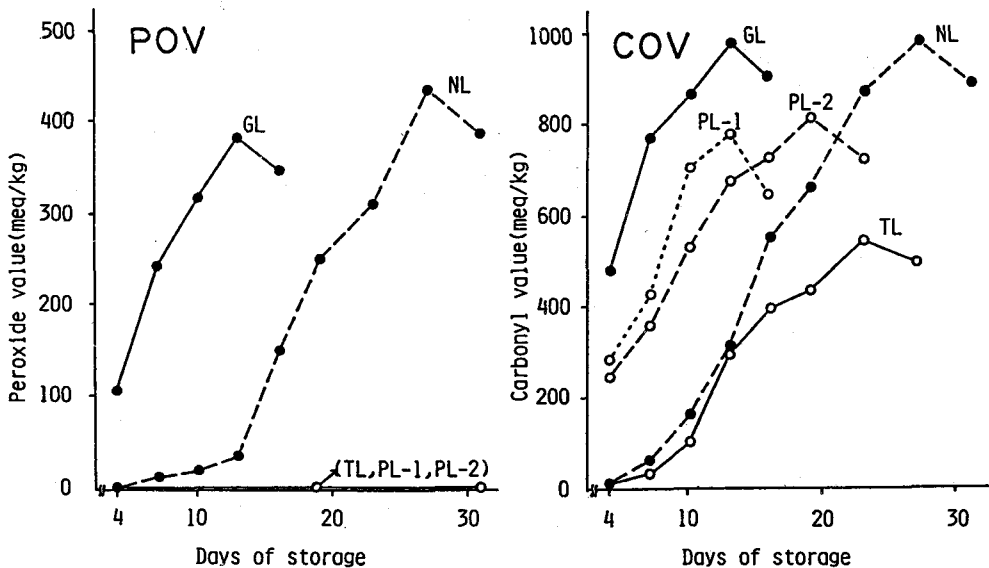 POV
500
400
300
200
100
0
Peroxide value(meq/kg)
GL
NL
(TL,PL-1,PL-2)
4
10
20
30
Days of storage
COV
1000
800
600
400
200
0
Carbonyl value(meq/kg)
GL
NL
PL-1
PL-2
TL
4
10
20
30
Days of storage